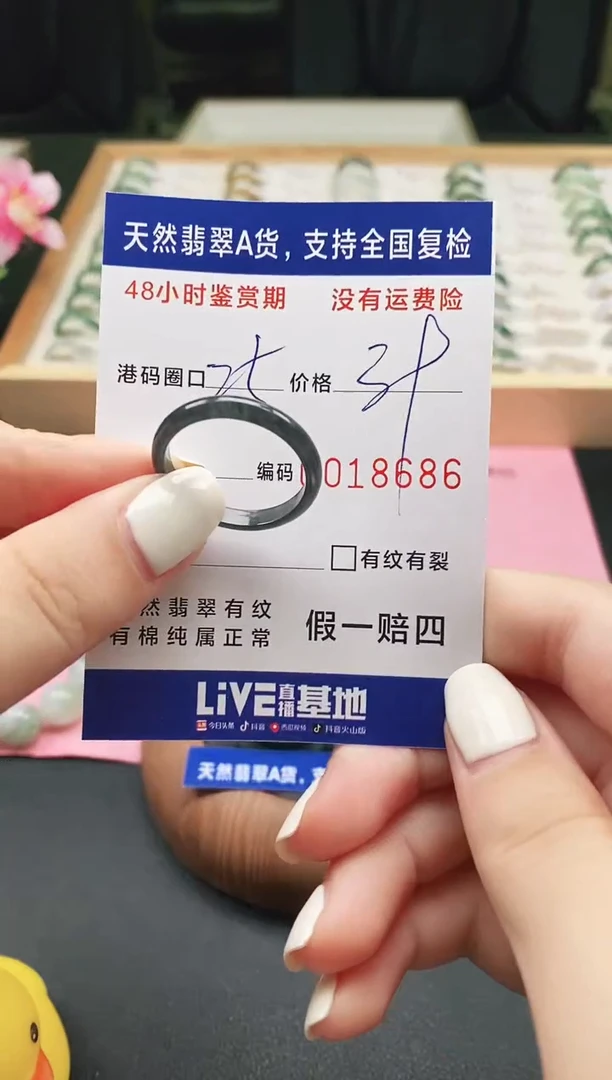 天然翡翠A货，支持全国复检
48小时鉴赏期 没有运费险
港码圈口 价格
编码 018686
□有纹有裂
然翡翠有纹
有棉纯属正常
假一赔四
LiVE直播基地
今日头条 抖音 西瓜视频 抖音火山版
天然翡翠A货，支